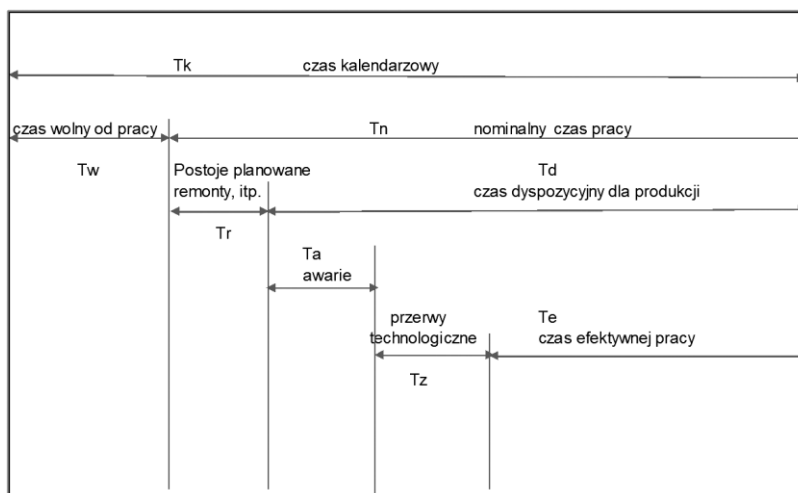 Tk czas kalendarzowy
czas wolny od pracy Tn nominalny czas pracy
Tw Postoje planowane Td
remonty, itp. czas dyspozycyjny dla produkcji
Tr
Ta
awarie
przerwy Te
technologiczne czas efektywnej pracy
Tz